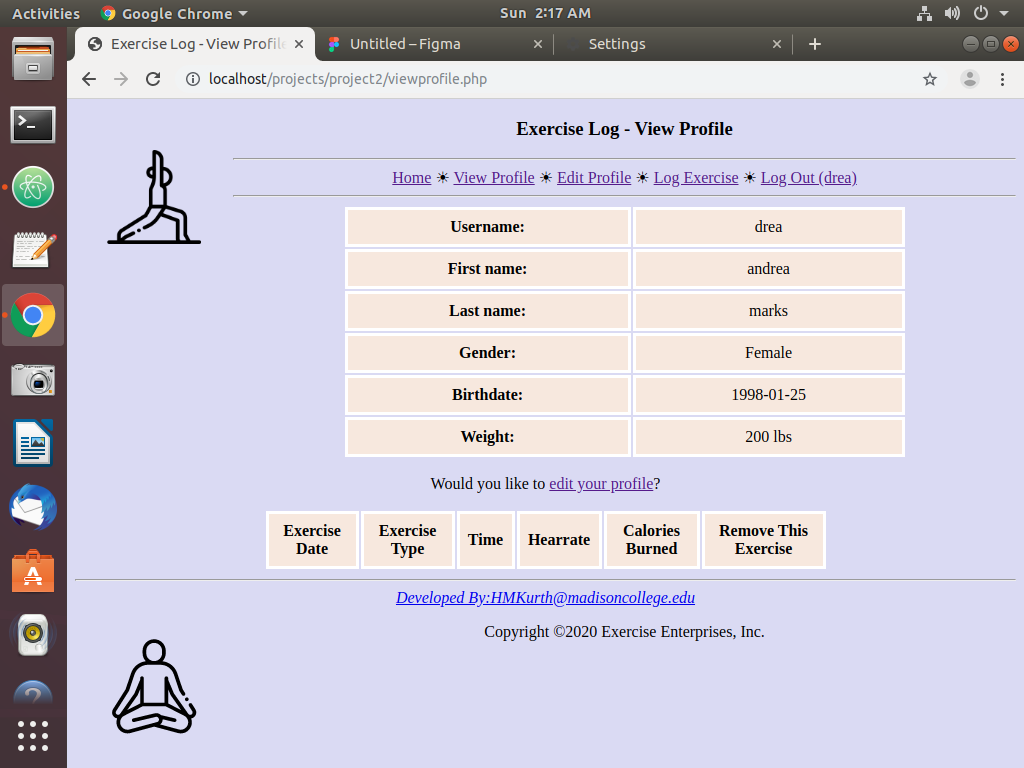 Activities Google Chrome Sun 2:17 AM
Exercise Log - View Profile Untitled – Figma Settings
localhost/projects/project2/viewprofile.php
Exercise Log - View Profile
Home ☀ View Profile ☀ Edit Profile ☀ Log Exercise ☀ Log Out (drea)
Username: drea
First name: andrea
Last name: marks
Gender: Female
Birthdate: 1998-01-25
Weight: 200 lbs
Would you like to edit your profile?
Exercise Date Exercise Type Time Hearrate Calories Burned Remove This Exercise
Developed By:HMKurth@madisoncollege.edu
Copyright ©2020 Exercise Enterprises, Inc.